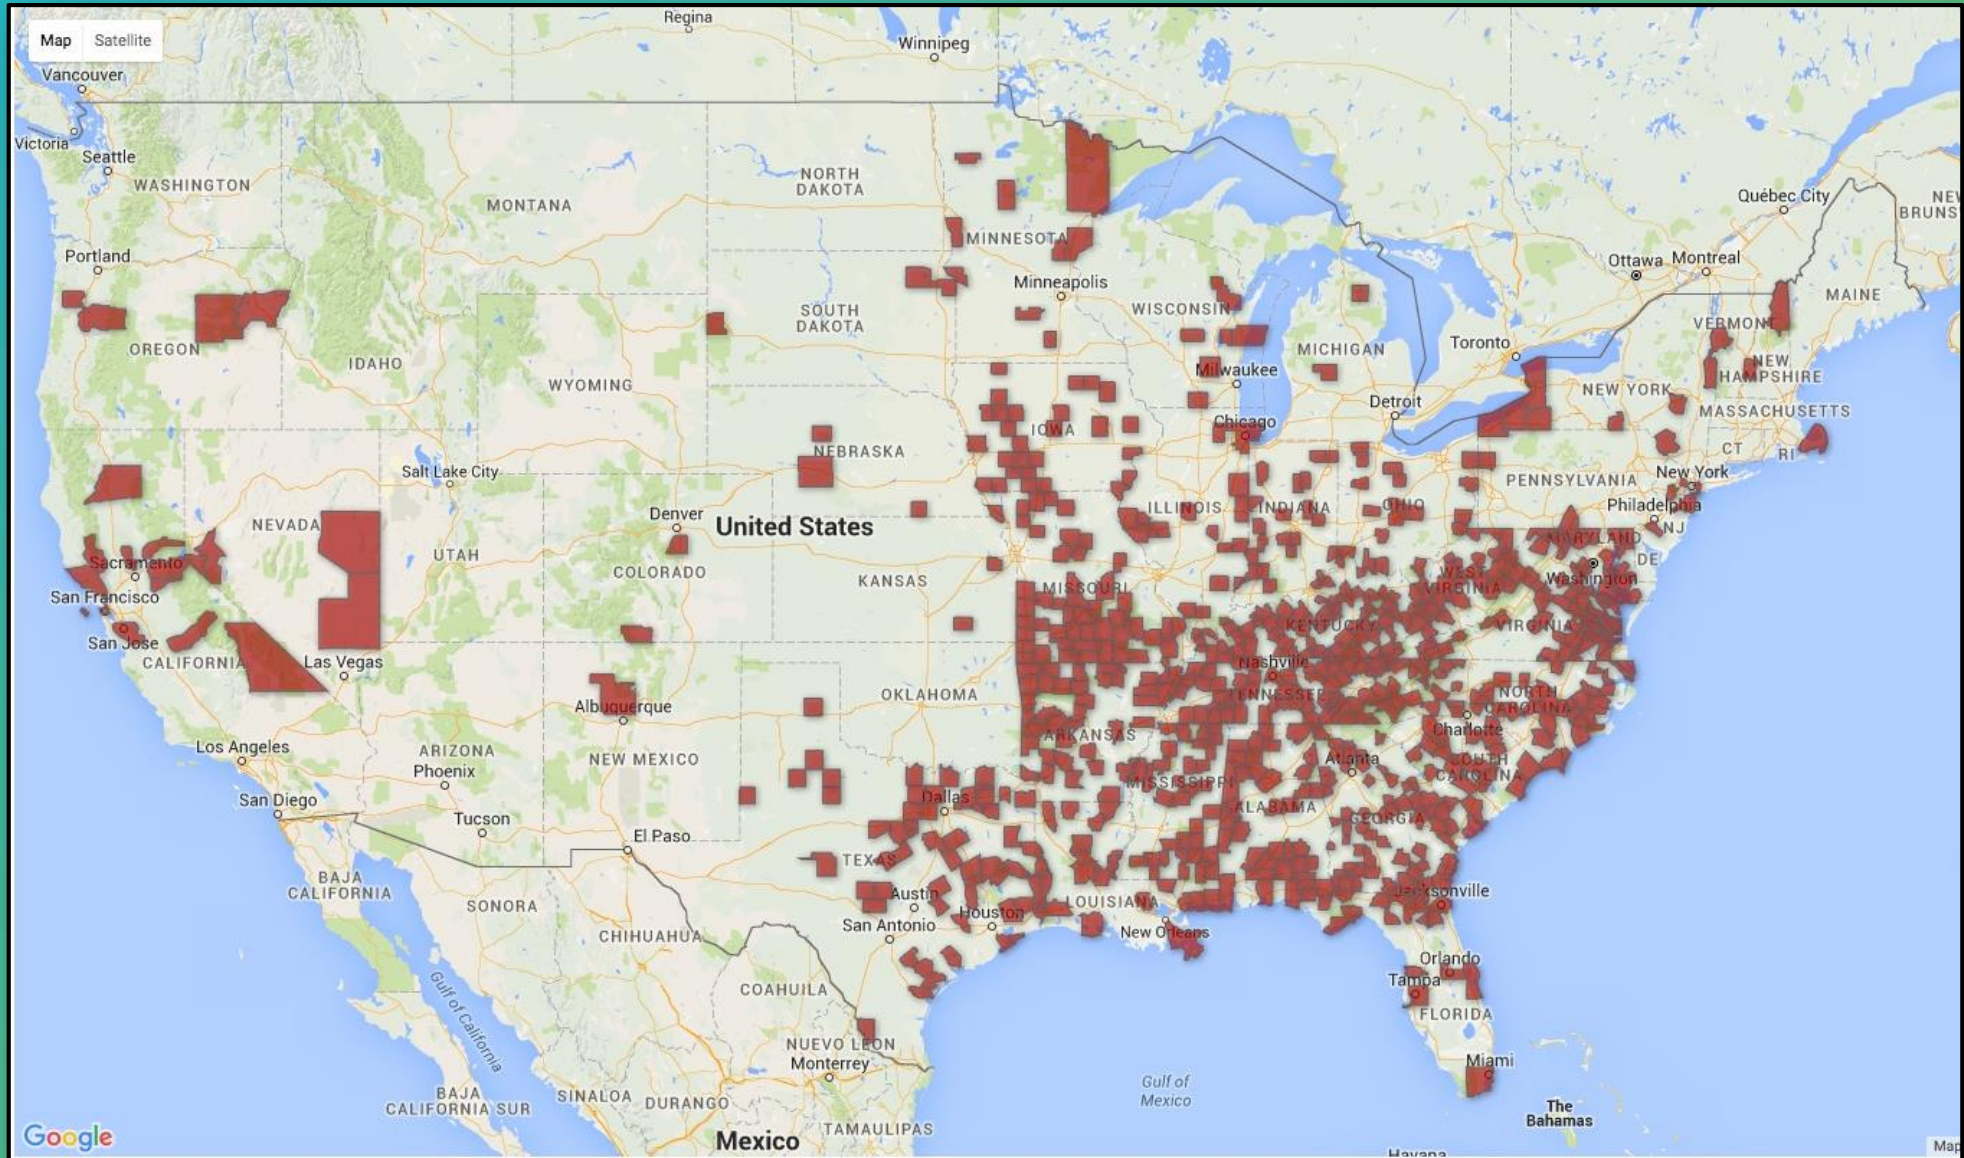 Regina
Map
Satellite
Winnipeg
Vancouver
Victoria
Seattle
WASHINGTON
NORTH
DAKOTA
MONTANA
Québec City
NEW
BRUNS
MINNESOTA
Portland
Ottawa
Montreal
Minneapolis
MAINE
WISCONSIN
SOUTH
DAKOTA
VERMONT
OREGON
IDAHO
MICHIGAN
Toronto
NEW
HAMPSHIRE
WYOMING
Milwaukee
NEW YORK
Detroit
MASSACHUSETTS
Chicago
IOWA
NEBRASKA
CT
RI
Salt Lake City
New York
PENNSYLVANIA
Philadelphia
ILLINOIS
INDIANA
OHIO
Denver
NEVADA
United States
NJ
MARYLAND
UTAH
DE
Sacramento
COLORADO
KANSAS
WEST
VIRGINIA
Washington
MISSOURI
San Francisco
KENTUCKY
VIRGINIA
San Jose
CALIFORNIA
Las Vegas
Nashville
OKLAHOMA
TENNESSEE
NORTH
CAROLINA
Albuquerque
ARKANSAS
Charlotte
Los Angeles
ARIZONA
NEW MEXICO
Atlanta
SOUTH
CAROLINA
Phoenix
MISSISSIPPI
San Diego
Dallas
ALABAMA
GEORGIA
Tucson
El Paso
TEXAS
BAJA
CALIFORNIA
SONORA
Austin
Jacksonville
LOUISIANA
Houston
San Antonio
New Orleans
CHIHUAHUA
Orlando
Tampa
COAHUILA
Gulf of California
FLORIDA
NUEVO LEON
Monterrey
Miami
Gulf of
Mexico
BAJA
CALIFORNIA SUR
SINALOA
DURANGO
The
Bahamas
TAMAULIPAS
Google
Mexico
Map
Havana